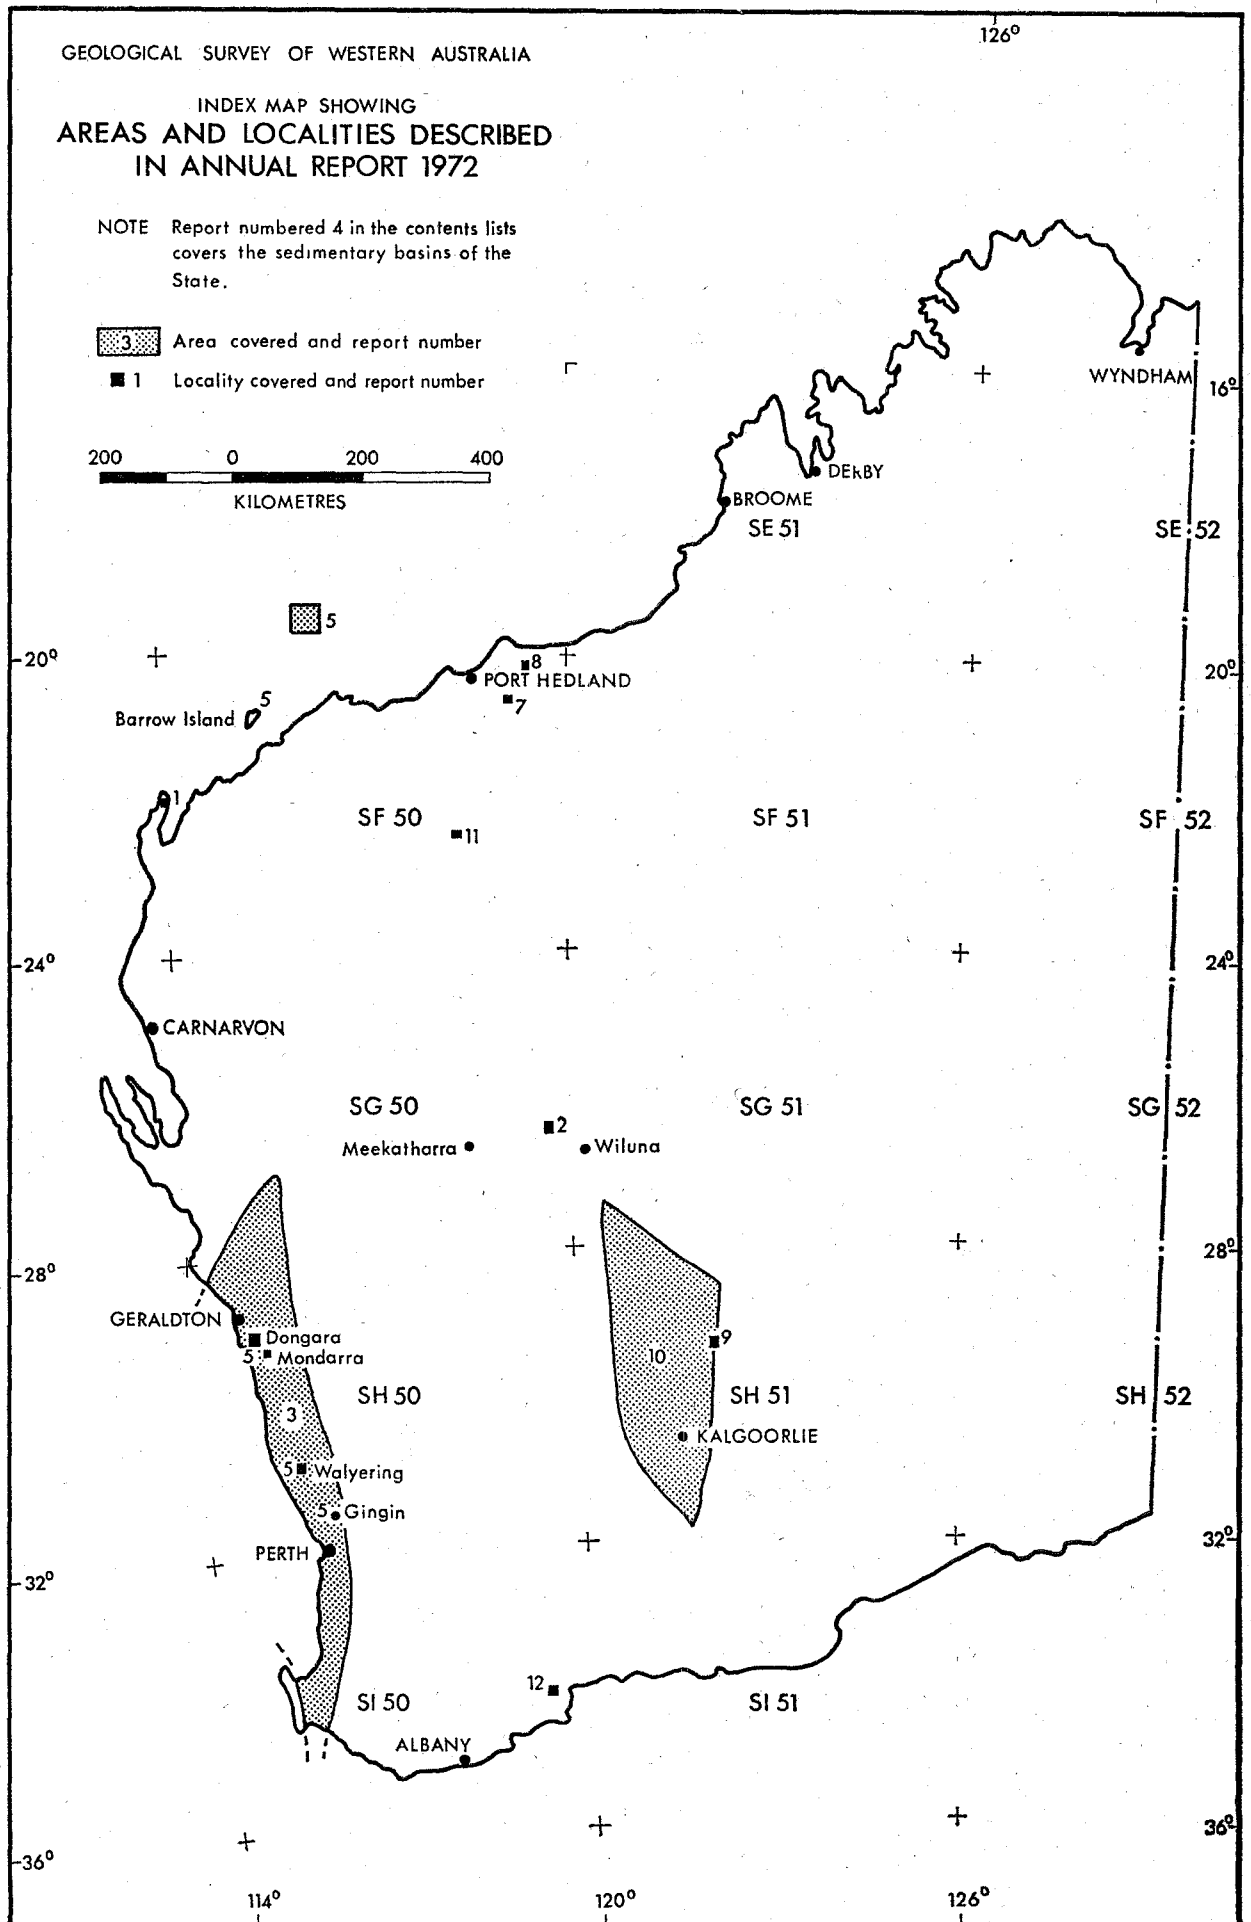 126°
GEOLOGICAL SURVEY OF WESTERN AUSTRALIA
INDEX MAP SHOWING
AREAS AND LOCALITIES DESCRIBED
IN ANNUAL REPORT 1972
NOTE Report numbered 4 in the contents lists
covers the sedimentary basins of the
State.
3 Area covered and report number
1 Locality covered and report number
200 0 200 400
KILOMETRES
WYNDHAM
16°
DERBY
BROOME
SE 51
SE 52
5
20°
8
PORT HEDLAND
20°
7
5
Barrow Island
1
SF 50
SF 51
SF 52
11
24°
24°
CARNARVON
SG 50
SG 51
SG 52
2
Meekatharra
Wiluna
28°
28°
GERALDTON
Dongara
5 Mondarra
9
10
SH 50
SH 51
SH 52
3
KALGOORLIE
5 Walyering
5 Gingin
PERTH
32°
32°
12
SI 50
SI 51
ALBANY
36°
36°
114°
120°
126°